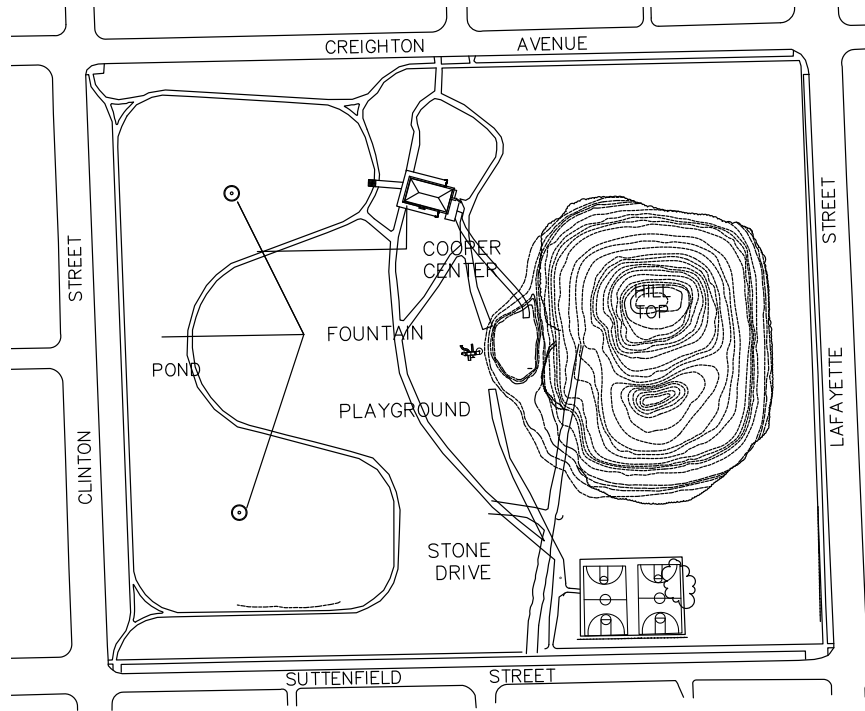 CREIGHTON AVENUE
STREET
STREET
COOPER
CENTER
HILL
TOP
FOUNTAIN
POND
PLAYGROUND
LAFAYETTE
CLINTON
STONE
DRIVE
SUTTENFIELD STREET